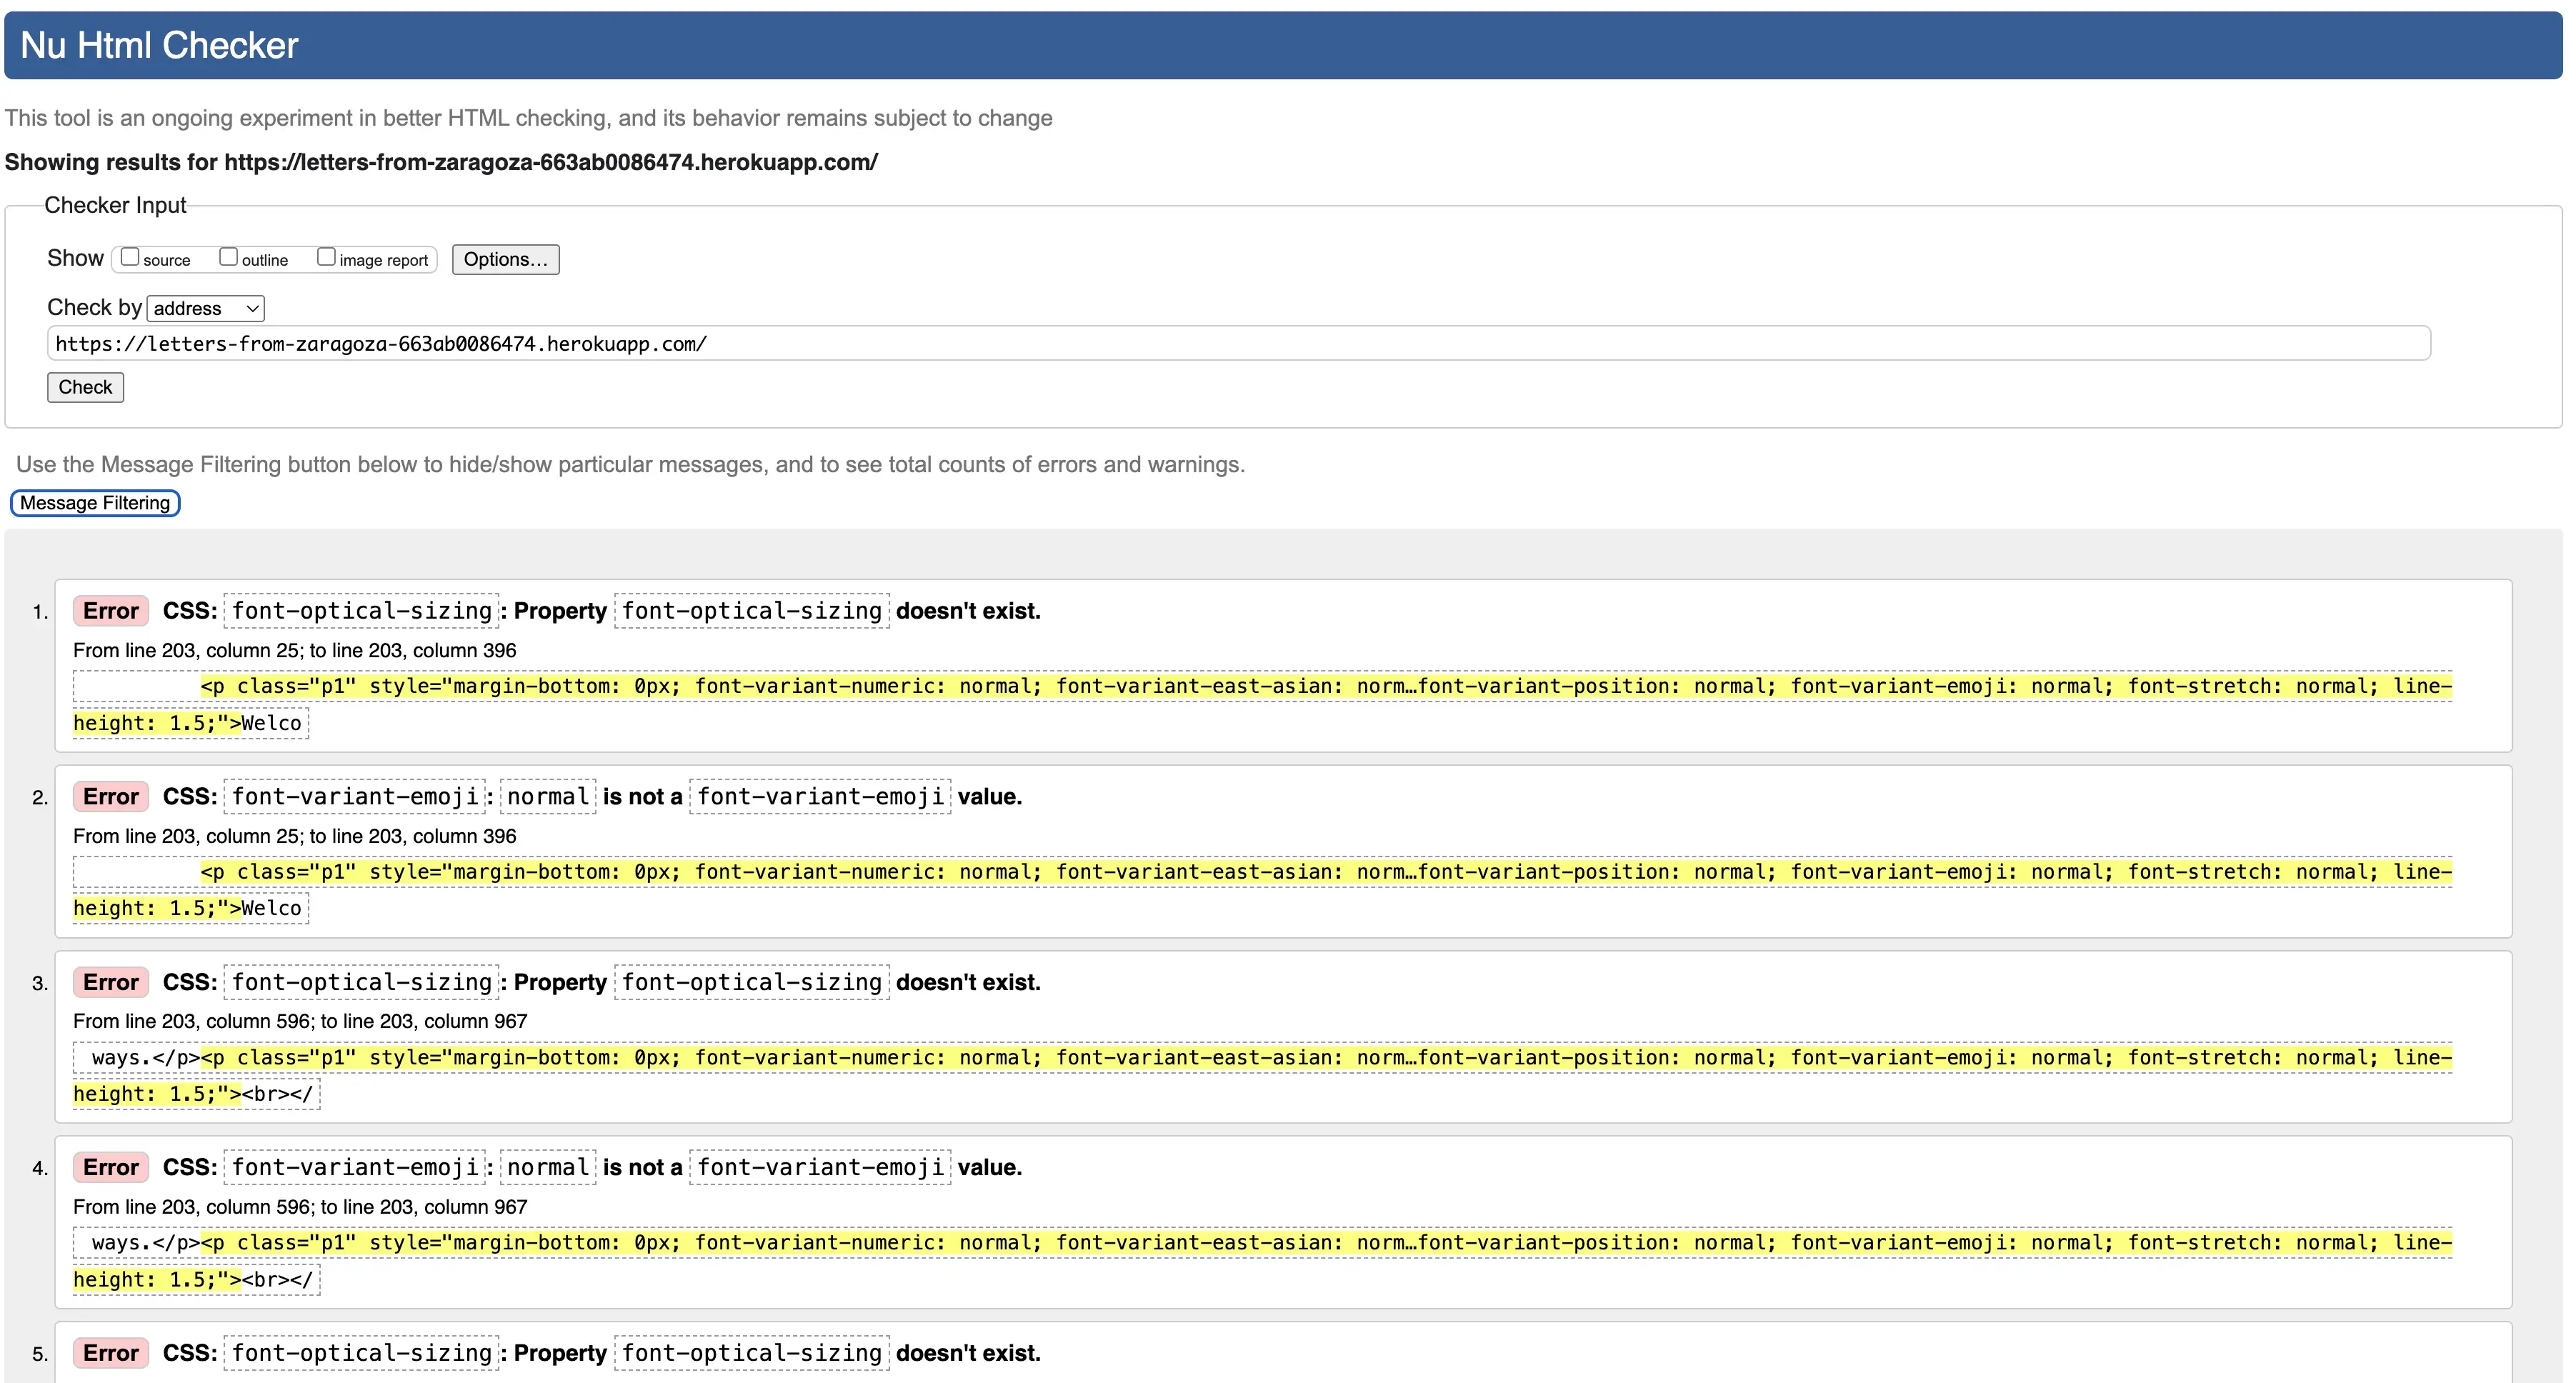 Nu Html Checker
This tool is an ongoing experiment in better HTML checking, and its behavior remains subject to change
Showing results for https://letters-from-zaragoza-663ab0086474.herokuapp.com/
Checker Input
Show source outline image report Options...
Check by address
https://letters-from-zaragoza-663ab0086474.herokuapp.com/
Check
Use the Message Filtering button below to hide/show particular messages, and to see total counts of errors and warnings.
Message Filtering
1. Error CSS: font-optical-sizing: Property font-optical-sizing doesn't exist.
From line 203, column 25; to line 203, column 396
<p class="p1" style="margin-bottom: 0px; font-variant-numeric: normal; font-variant-east-asian: norm…font-variant-position: normal; font-variant-emoji: normal; font-stretch: normal; line-
height: 1.5;">Welco
2. Error CSS: font-variant-emoji: normal is not a font-variant-emoji value.
From line 203, column 25; to line 203, column 396
<p class="p1" style="margin-bottom: 0px; font-variant-numeric: normal; font-variant-east-asian: norm…font-variant-position: normal; font-variant-emoji: normal; font-stretch: normal; line-
height: 1.5;">Welco
3. Error CSS: font-optical-sizing: Property font-optical-sizing doesn't exist.
From line 203, column 596; to line 203, column 967
ways.</p><p class="p1" style="margin-bottom: 0px; font-variant-numeric: normal; font-variant-east-asian: norm…font-variant-position: normal; font-variant-emoji: normal; font-stretch: normal; line-
height: 1.5;"><br></
4. Error CSS: font-variant-emoji: normal is not a font-variant-emoji value.
From line 203, column 596; to line 203, column 967
ways.</p><p class="p1" style="margin-bottom: 0px; font-variant-numeric: normal; font-variant-east-asian: norm…font-variant-position: normal; font-variant-emoji: normal; font-stretch: normal; line-
height: 1.5;"><br></
5. Error CSS: font-optical-sizing: Property font-optical-sizing doesn't exist.